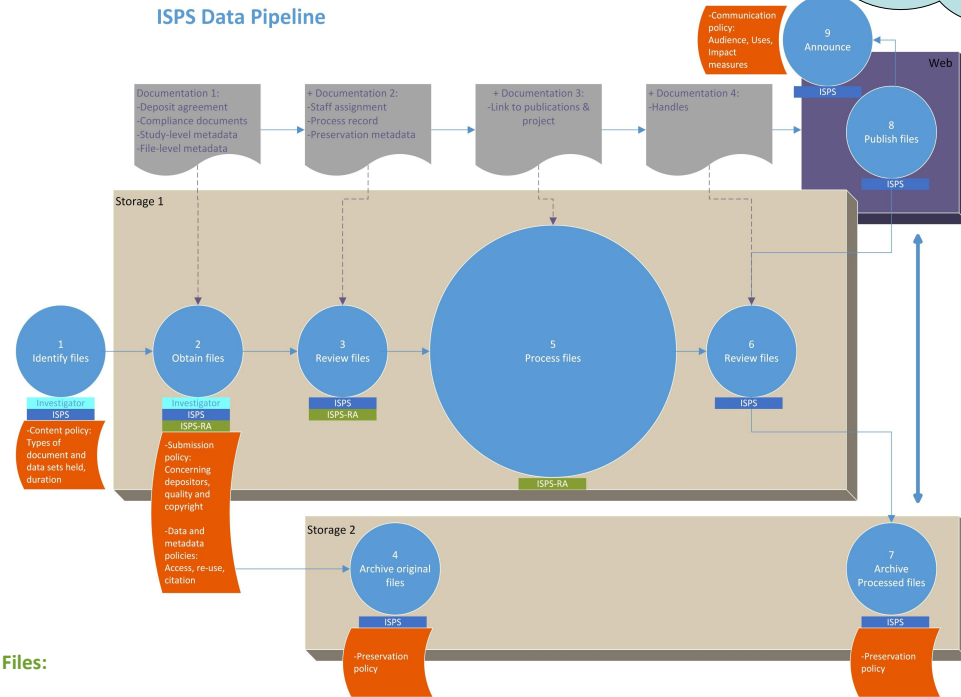 ISPS Data Pipeline
-Communication
policy:
Audience, Uses,
Impact
measures
9
Announce
ISPS
Web
8
Publish files
ISPS
Documentation 1:
-Deposit agreement
-Compliance documents
-Study-level metadata
-File-level metadata
+ Documentation 2:
-Staff assignment
-Process record
-Preservation metadata
+ Documentation 3:
-Link to publications &
project
+ Documentation 4:
-Handles
Storage 1
1
Identify files
Investigator
ISPS
-Content policy:
Types of
document and
data sets held,
duration
2
Obtain files
Investigator
ISPS
ISPS-RA
-Submission
policy:
Concerning
depositors,
quality and
copyright
-Data and
metadata
policies:
Access, re-use,
citation
3
Review files
ISPS
ISPS-RA
5
Process files
ISPS-RA
6
Review files
ISPS
Storage 2
4
Archive original
files
ISPS
-Preservation
policy
7
Archive
Processed files
ISPS
-Preservation
policy
Files: